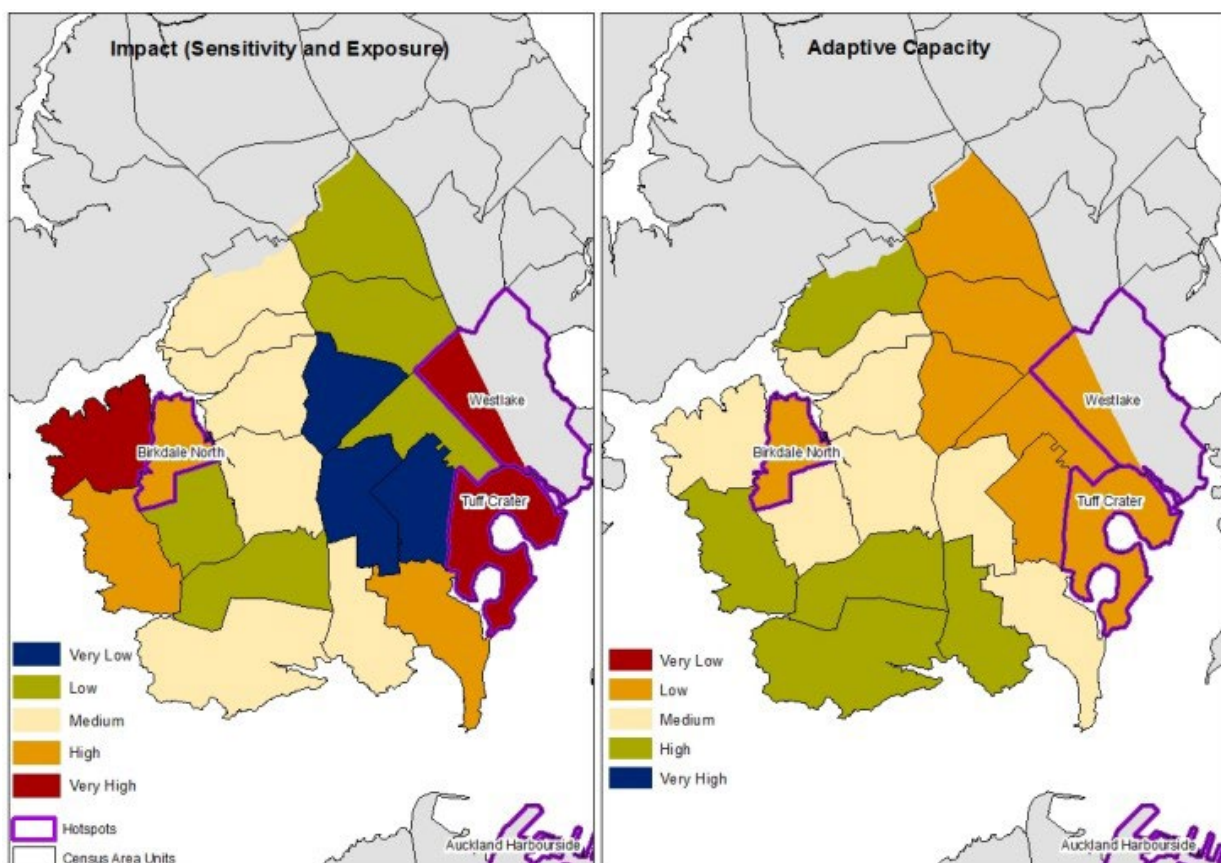 Impact (Sensitivity and Exposure)
Westlake
Birkdale North
Tuff Crater
Very Low
Low
Medium
High
Very High
Hotspots
Census Area Units
Auckland Harbourside
Adaptive Capacity
Westlake
Birkdale North
Tuff Crater
Very Low
Low
Medium
High
Very High
Auckland Harbourside